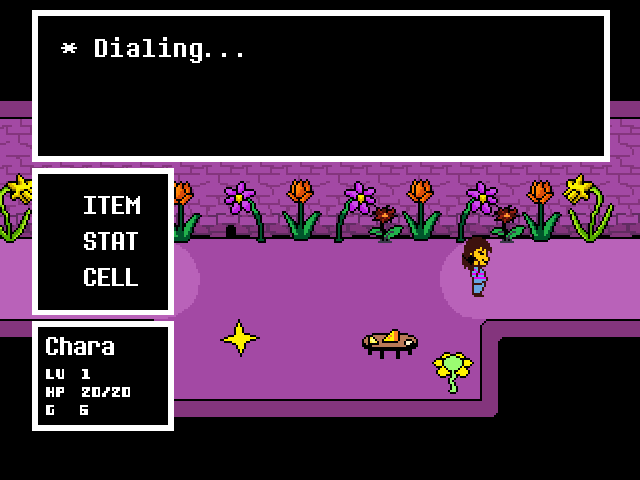 * Dialing...
ITEM
STAT
CELL
Chara
LV 1
HP 20/20
G 6